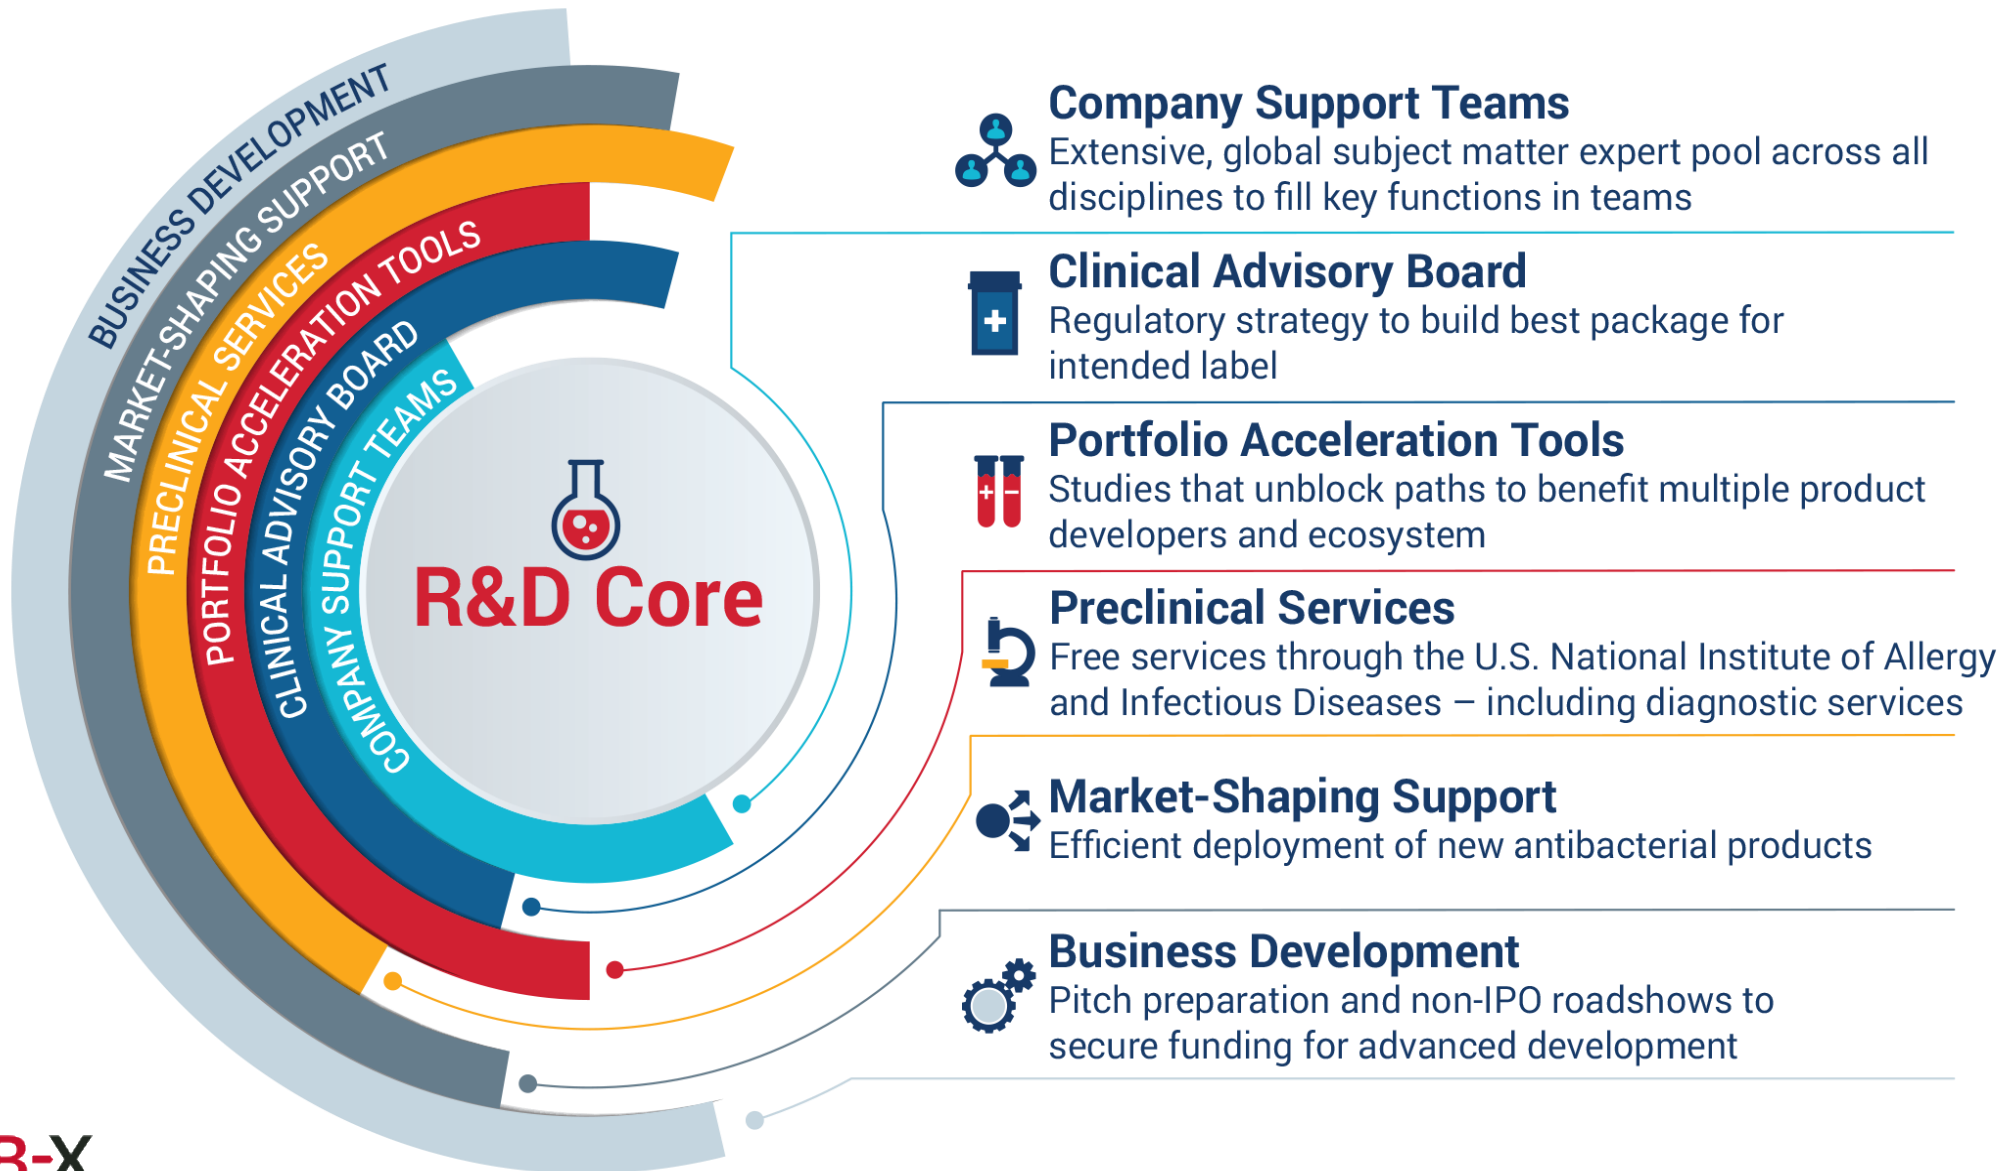 BUSINESS DEVELOPMENT
MARKET-SHAPING SUPPORT
PRECLINICAL SERVICES
PORTFOLIO ACCELERATION TOOLS
CLINICAL ADVISORY BOARD
COMPANY SUPPORT TEAMS
R&D Core
Company Support Teams
Extensive, global subject matter expert pool across all
disciplines to fill key functions in teams
Clinical Advisory Board
Regulatory strategy to build best package for
intended label
Portfolio Acceleration Tools
Studies that unblock paths to benefit multiple product
developers and ecosystem
Preclinical Services
Free services through the U.S. National Institute of Allergy
and Infectious Diseases – including diagnostic services
Market-Shaping Support
Efficient deployment of new antibacterial products
Business Development
Pitch preparation and non-IPO roadshows to
secure funding for advanced development